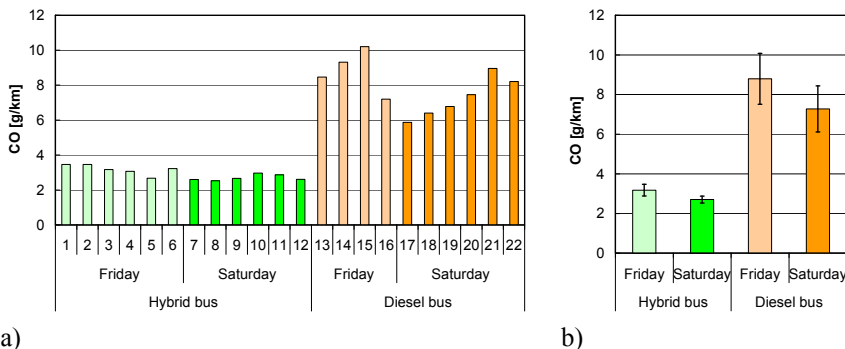 12
10
8
6
4
2
0
CO [g/km]
1 2 3 4 5 6 7 8 9 10 11 12 13 14 15 16 17 18 19 20 21 22
Friday Saturday Friday Saturday
Hybrid bus Diesel bus
a)
12
10
8
6
4
2
0
CO [g/km]
Friday Saturday Friday Saturday
Hybrid bus Diesel bus
b)